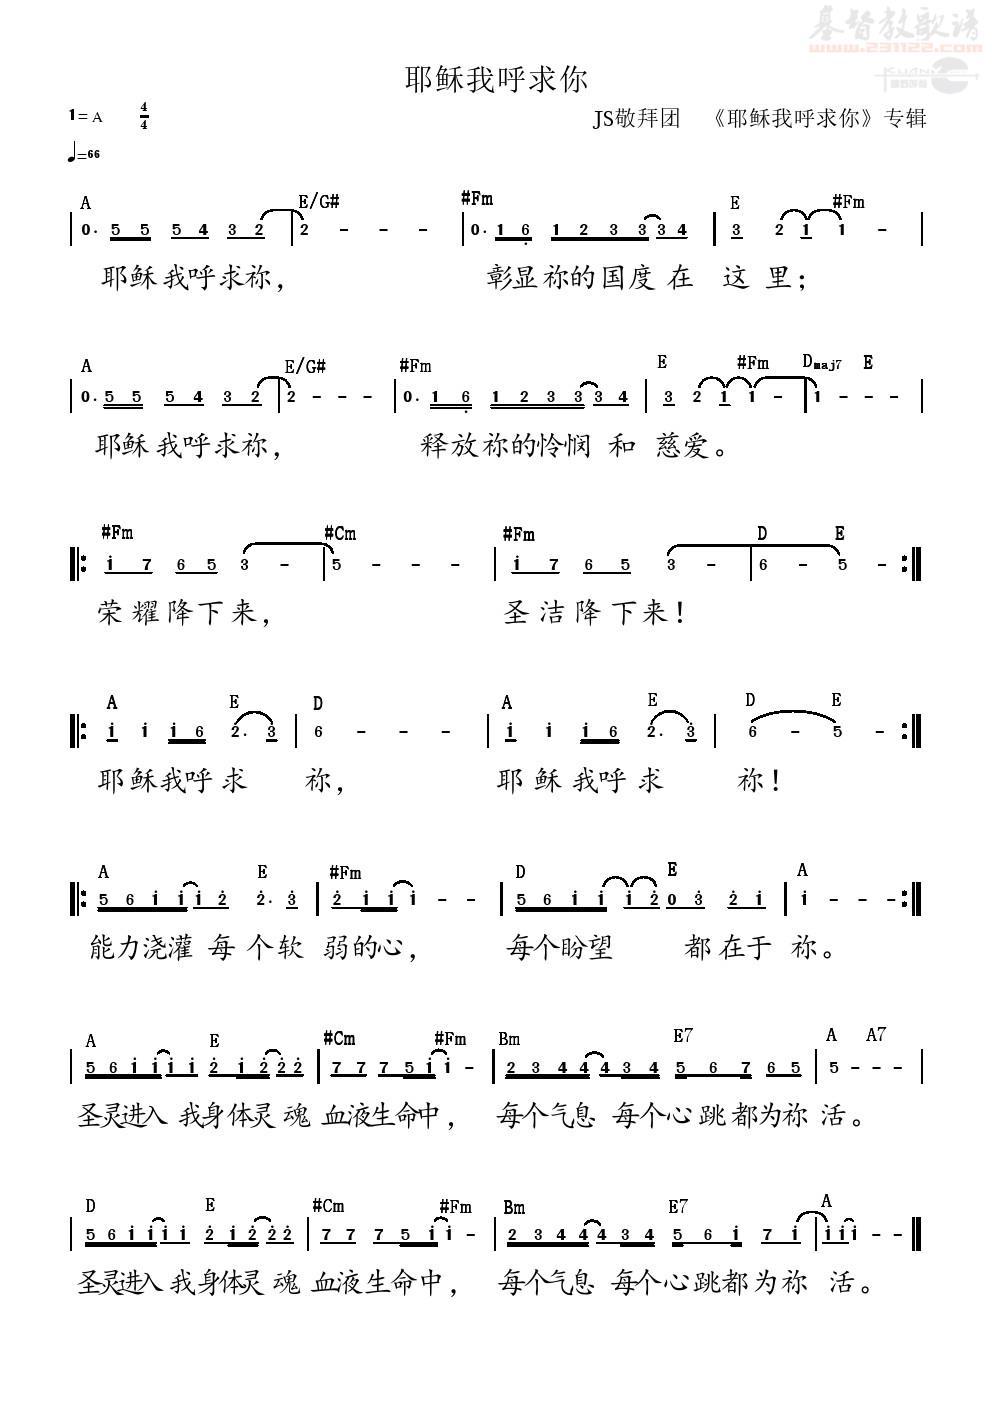 基督教歌谱
www.231122.com
耶稣我呼求你
1=A 4/4
JS敬拜团 《耶稣我呼求你》专辑
♩=66
A E/G# #Fm E #Fm
0· 5 5 5 4 3 2 2 - - - 0· 1 6 1 2 3 3 3 4 3 2 1 1 -
耶稣我呼求祢， 彰显祢的国度在 这里；
A E/G# #Fm E #Fm Dmaj7 E
0· 5 5 5 4 3 2 2 - - - 0· 1 6 1 2 3 3 3 4 3 2 1 1 - 1 - - -
耶稣我呼求祢， 释放祢的怜悯 和 慈爱。
#Fm #Cm #Fm D E
1 7 6 5 3 - 5 - - - 1 7 6 5 3 - 6 - 5 -
荣耀降下来， 圣洁降下来！
A E D A E D E
1 1 1 6 2· 3 6 - - - 1 1 1 6 2· 3 6 - 5 -
耶稣我呼求 祢， 耶稣我呼求 祢！
A E #Fm D E A
5 6 1 1 1 2 2· 3 2 1 1 1 - - 5 6 1 1 1 2 0 3 2 1 1 - - -
能力浇灌 每个软 弱的心， 每个盼望 都在于 祢。
A E #Cm #Fm Bm E7 A A7
5 6 1 1 1 1 2 1 2 2 2 7 7 7 5 1 1 - 2 3 4 4 4 3 4 5 6 7 6 5 5 - - -
圣灵进入 我身体灵 魂 血液生命中， 每个气息 每个心跳都为祢 活。
D E #Cm #Fm Bm E7 A
5 6 1 1 1 1 2 1 2 2 2 7 7 7 5 1 1 - 2 3 4 4 4 3 4 5 6 1 7 1 1 1 1 - -
圣灵进入 我身体灵 魂 血液生命中， 每个气息 每个心跳都为祢 活。